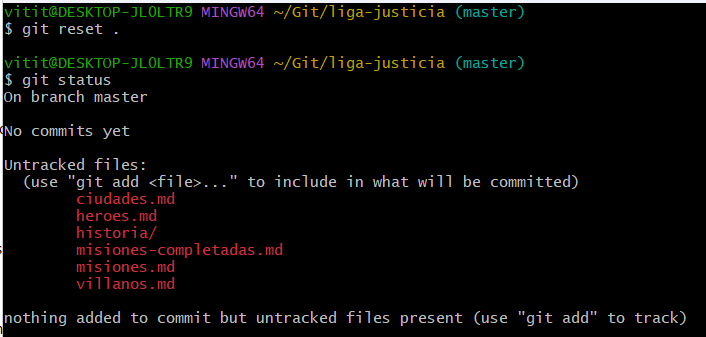 vitit@DESKTOP-JLOLTR9 MINGW64 ~/Git/liga-justicia (master)
$ git reset .

vitit@DESKTOP-JLOLTR9 MINGW64 ~/Git/liga-justicia (master)
$ git status
On branch master

No commits yet

Untracked files:
  (use "git add <file>..." to include in what will be committed)
        ciudades.md
        heroes.md
        historia/
        misiones-completadas.md
        misiones.md
        villanos.md

nothing added to commit but untracked files present (use "git add" to track)